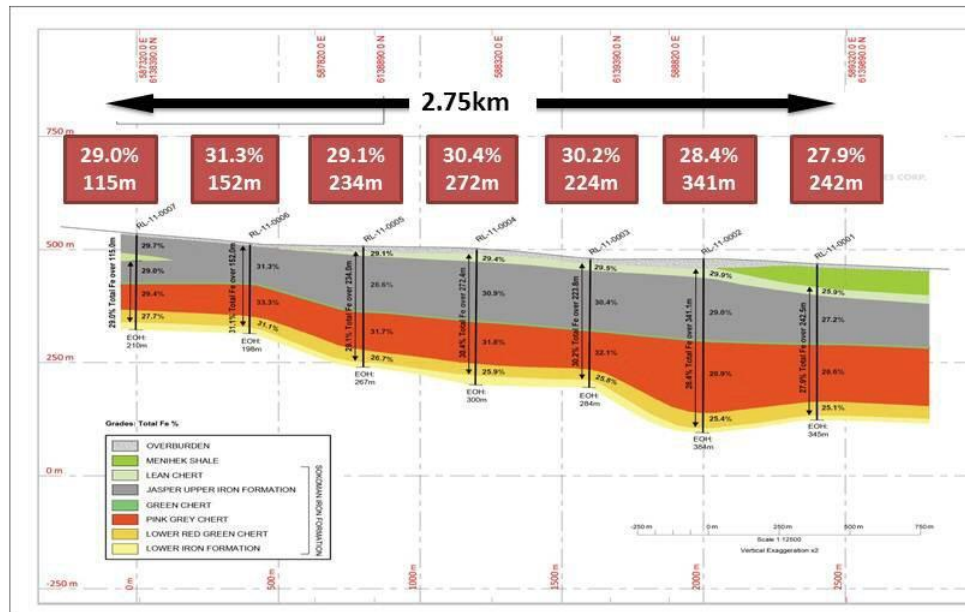 587320.0 E
6138390.0 N
587820.0 E
6138890.0 N
588320.0 E
6139390.0 N
588820.0 E
589320.0 E
6139890.0 N
2.75km
750 m
29.0%
115m
31.3%
152m
29.1%
234m
30.4%
272m
30.2%
224m
28.4%
341m
27.9%
242m
ES CORP.
RL-11-0007
RL-11-0006
RL-11-0005
RL-11-0004
RL-11-0003
RL-11-0002
RL-11-0001
500 m
29.0% Total Fe over 115.0m
29.7%
29.0%
29.4%
27.7%
EOH:
210m
31.1% Total Fe over 152.0m
31.3%
33.3%
31.1%
EOH:
198m
29.1% Total Fe over 234.0m
29.1%
28.6%
31.7%
26.7%
EOH:
267m
30.4% Total Fe over 272.4m
29.4%
30.9%
31.8%
25.9%
EOH:
300m
30.2% Total Fe over 223.8m
29.9%
30.4%
32.1%
25.8%
EOH:
284m
28.4% Total Fe over 341.1m
29.9%
29.0%
28.9%
25.4%
EOH:
384m
27.9% Total Fe over 242.5m
25.9%
27.2%
28.6%
25.1%
EOH:
345m
250 m
0 m
-250 m
Grades: Total Fe %
OVERBURDEN
MENIHEK SHALE
LEAN CHERT
JASPER UPPER IRON FORMATION
GREEN CHERT
PINK GREY CHERT
LOWER RED GREEN CHERT
LOWER IRON FORMATION
SOKOMAN IRON FORMATION
-250 m
0 m
250 m
500 m
750 m
Scale 1:12500
Vertical Exaggeration x2
0 m
500 m
1000 m
1500 m
2000 m
2500 m